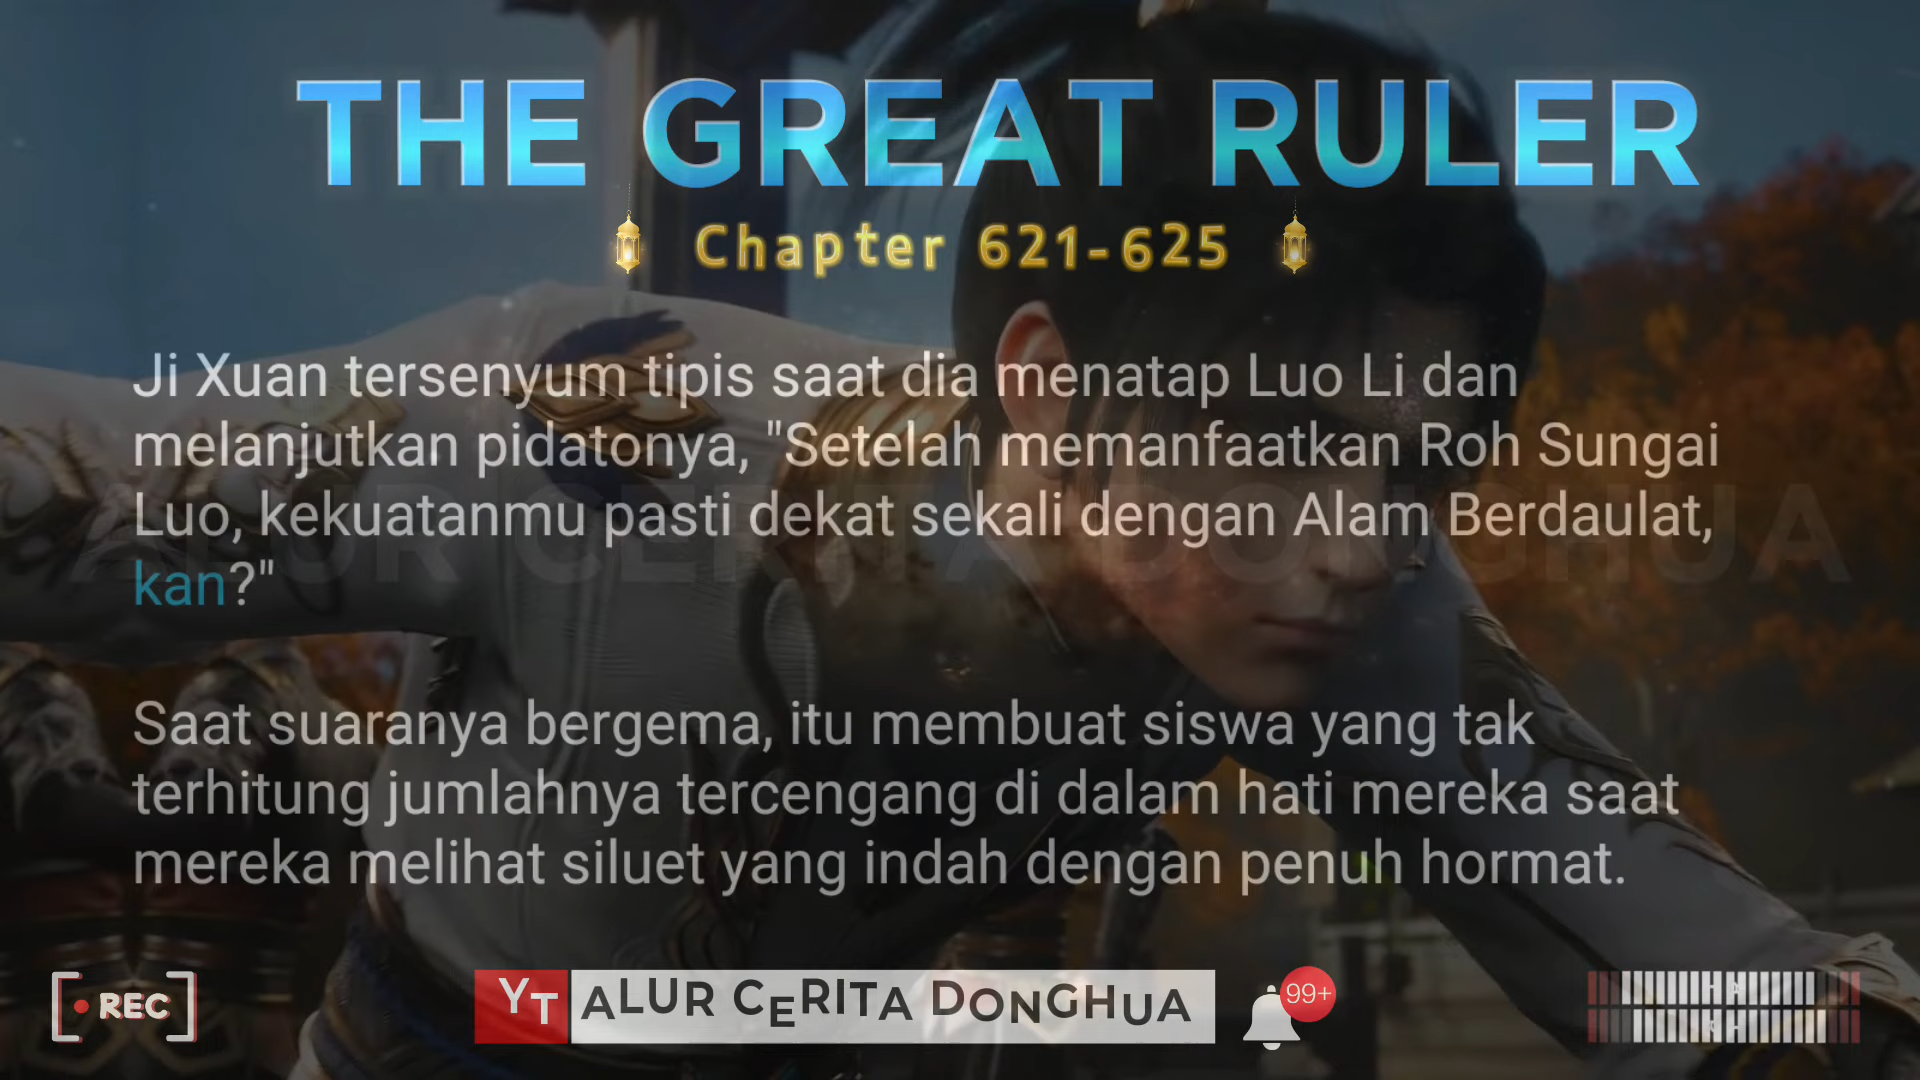 THE GREAT RULER
Chapter 621-625
Ji Xuan tersenyum tipis saat dia menatap Luo Li dan
melanjutkan pidatonya, "Setelah memanfaatkan Roh Sungai
Luo, kekuatanmu pasti dekat sekali dengan Alam Berdaulat,
kan?"
ALUR CERITA DONGHUA
Saat suaranya bergema, itu membuat siswa yang tak
terhitung jumlahnya tercengang di dalam hati mereka saat
mereka melihat siluet yang indah dengan penuh hormat.
REC
YT ALUR CERITA DONGHUA
99+